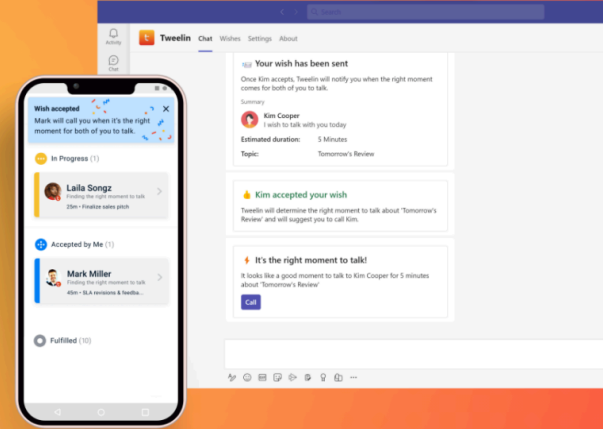 Search
Activity
Chat
t
Tweelin
Chat
Wishes
Settings
About
Your wish has been sent
Once Kim accepts, Tweelin will notify you when the right moment
comes for both of you to talk.
Summary
Kim Cooper
I wish to talk with you today
Estimated duration: 5 Minutes
Topic: Tomorrow's Review
Kim accepted your wish
Tweelin will determine the right moment to talk about 'Tomorrow's
Review' and will suggest you to call Kim.
It's the right moment to talk!
It looks like a good moment to talk to Kim Cooper for 5 minutes
about 'Tomorrow's Review'
Call
Wish accepted
Mark will call you when it's the right
moment for both of you to talk.
In Progress (1)
Laila Songz
Finding the right moment to talk
25m • Finalize sales pitch
Accepted by Me (1)
Mark Miller
Finding the right moment to talk
45m • SLA revisions & feedba...
Fulfilled (10)